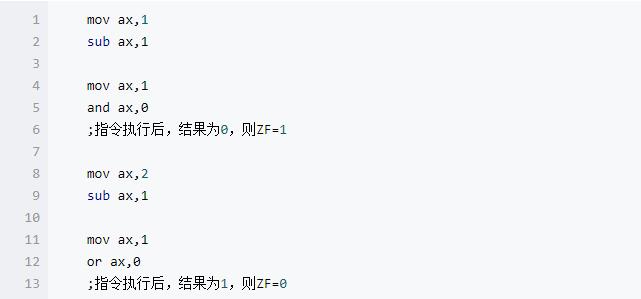 1 mov ax,1
2 sub ax,1
3
4 mov ax,1
5 and ax,0
6 ;指令执行后，结果为0，则ZF=1
7
8 mov ax,2
9 sub ax,1
10
11 mov ax,1
12 or ax,0
13 ;指令执行后，结果为1，则ZF=0